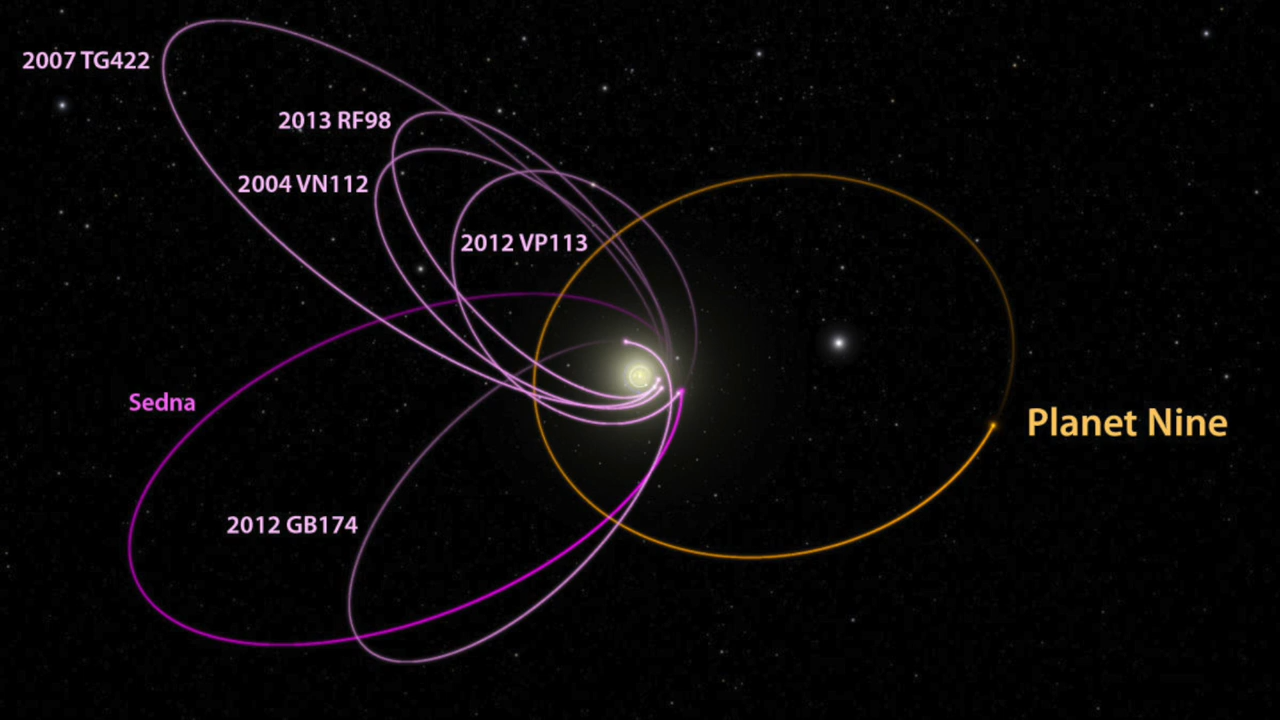 2007 TG422
2013 RF98
2004 VN112
2012 VP113
Sedna
Planet Nine
2012 GB174